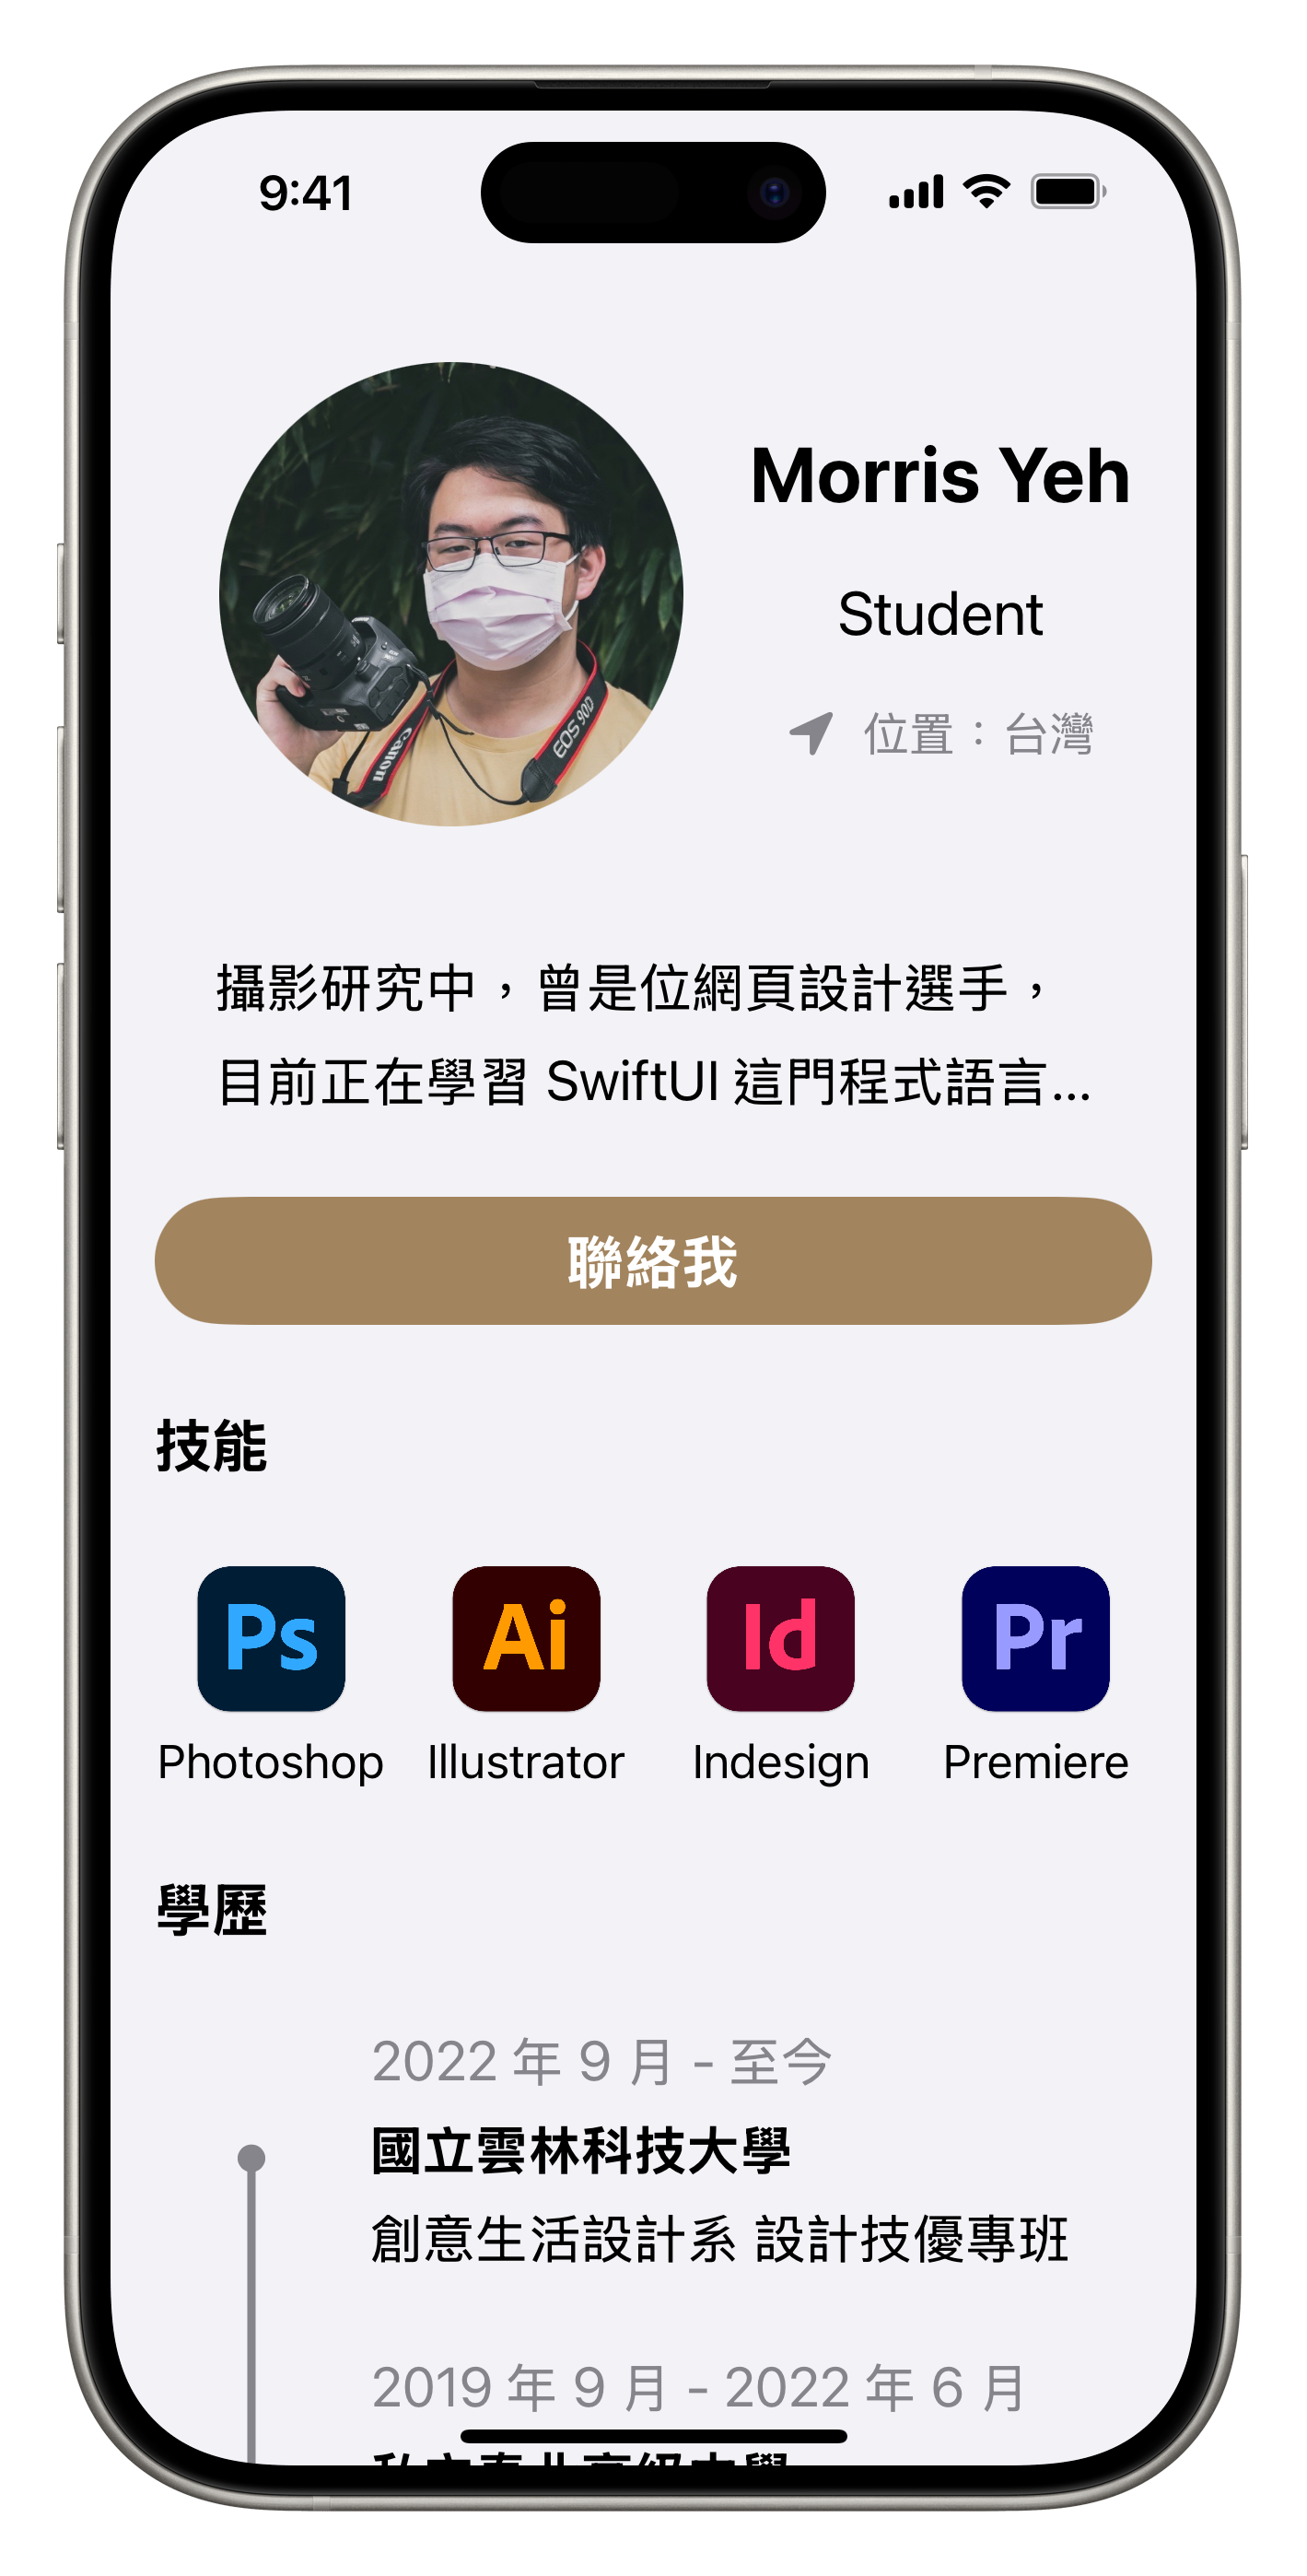 9:41
Morris Yeh
Student
位置：台灣
Canon
EOS 90D
攝影研究中，曾是位網頁設計選手，
目前正在學習 SwiftUI 這門程式語言...
聯絡我
技能
Ps
Ai
Id
Pr
Photoshop
Illustrator
Indesign
Premiere
學歷
2022 年 9 月 - 至今
國立雲林科技大學
創意生活設計系 設計技優專班
2019 年 9 月 - 2022 年 6 月